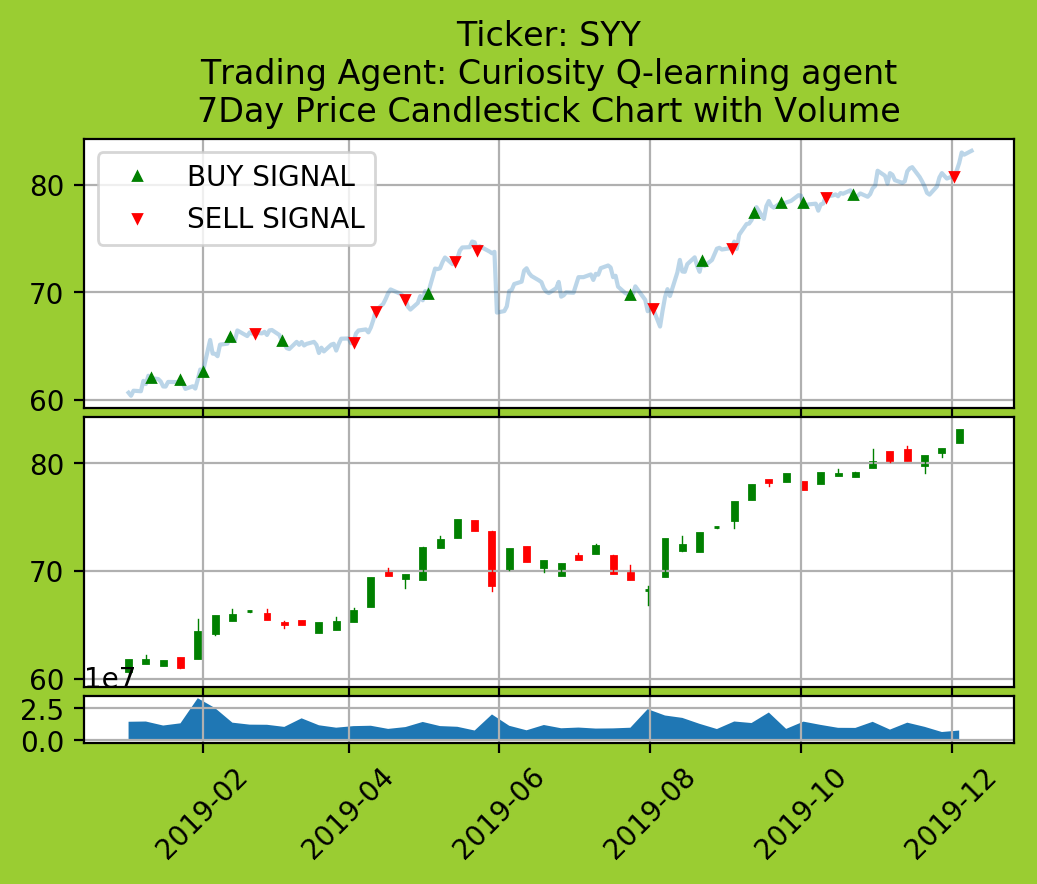 Ticker: SYY
Trading Agent: Curiosity Q-learning agent
7Day Price Candlestick Chart with Volume
BUY SIGNAL
SELL SIGNAL
80
70
60
80
70
60
1e7
2.5
0.0
2019-02
2019-04
2019-06
2019-08
2019-10
2019-12